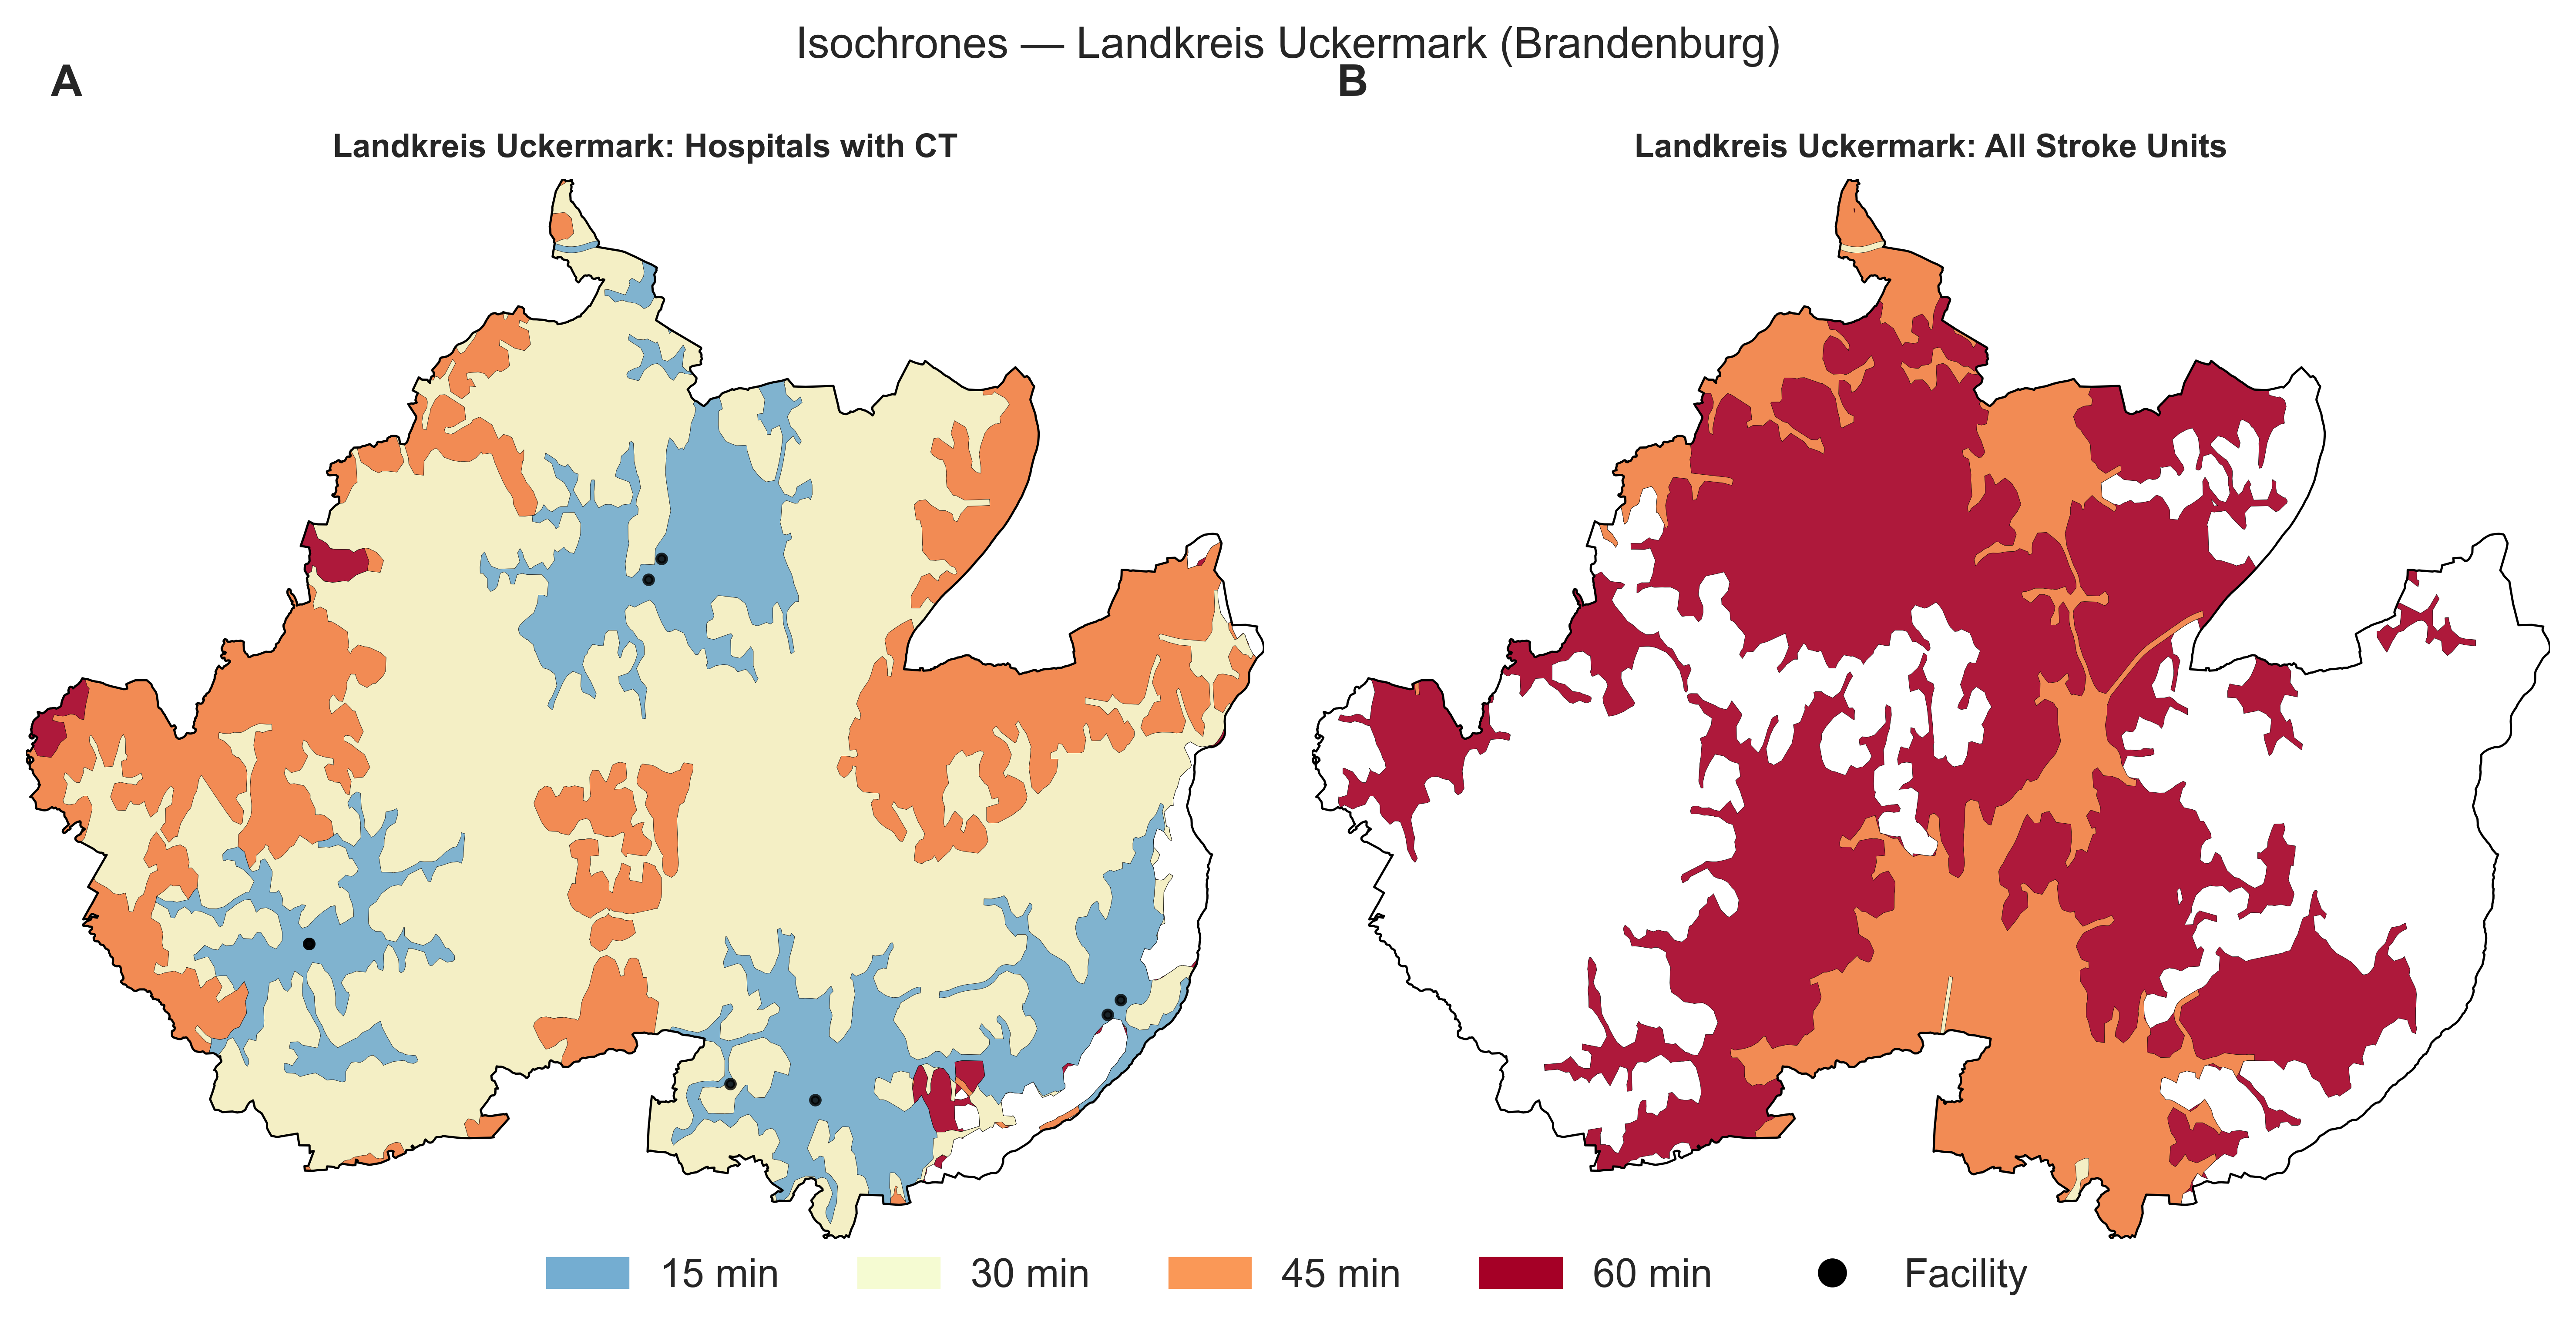 Isochrones — Landkreis Uckermark (Brandenburg)
A
B
Landkreis Uckermark: Hospitals with CT
Landkreis Uckermark: All Stroke Units
15 min
30 min
45 min
60 min
Facility